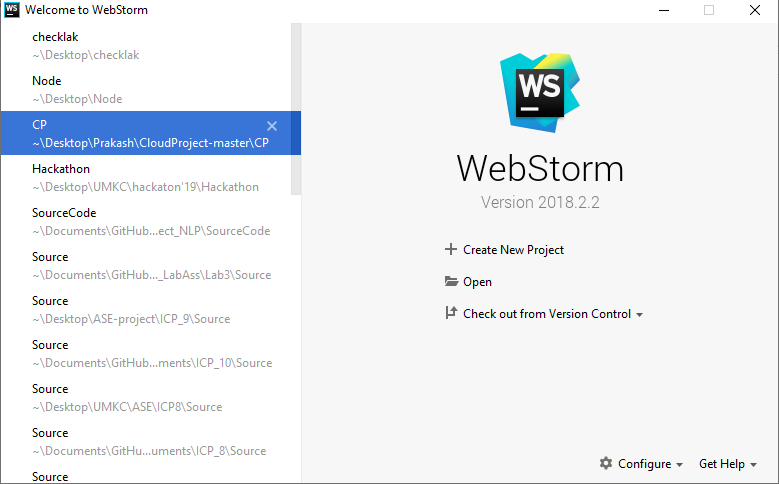 Welcome to WebStorm
checklak
~\Desktop\checklak
Node
~\Desktop\Node
CP
~\Desktop\Prakash\CloudProject-master\CP
Hackathon
~\Desktop\UMKC\hackaton'19\Hackathon
SourceCode
~\Documents\GitHub...ect_NLP\SourceCode
Source
~\Documents\GitHub..._LabAss\Lab3\Source
Source
~\Desktop\ASE-project\ICP_9\Source
Source
~\Documents\GitHub...ments\ICP_10\Source
Source
~\Desktop\UMKC\ASE\ICP8\Source
Source
~\Documents\GitHu...uments\ICP_8\Source
Source
WS
WebStorm
Version 2018.2.2
Create New Project
Open
Check out from Version Control
Configure Get Help